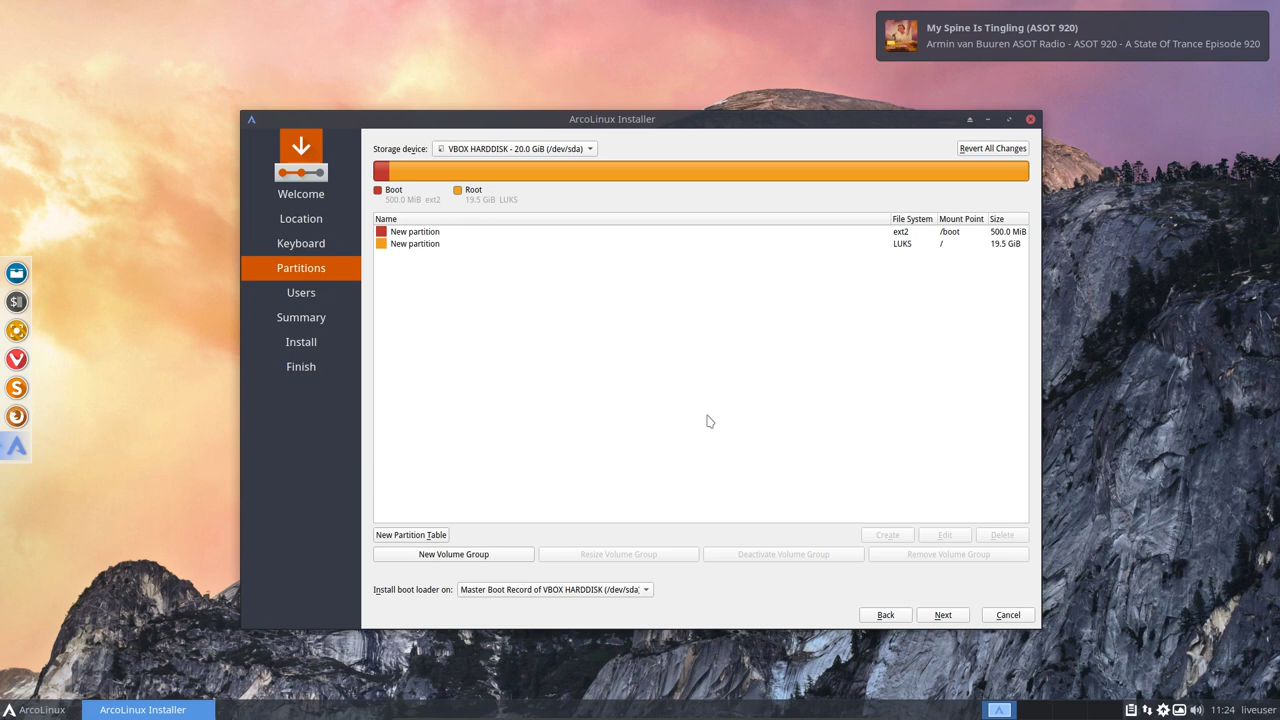 My Spine Is Tingling (ASOT 920)
Armin van Buuren ASOT Radio - ASOT 920 - A State Of Trance Episode 920
ArcoLinux Installer
Welcome
Location
Keyboard
Partitions
Users
Summary
Install
Finish
Storage device: VBOX HARDDISK - 20.0 GiB (/dev/sda) Revert All Changes
Boot Root
500.0 MiB ext2 19.5 GiB LUKS
Name File System Mount Point Size
New partition ext2 /boot 500.0 MiB
New partition LUKS / 19.5 GiB
New Partition Table Create Edit Delete
New Volume Group Resize Volume Group Deactivate Volume Group Remove Volume Group
Install boot loader on: Master Boot Record of VBOX HARDDISK (/dev/sda)
Back Next Cancel
ArcoLinux ArcoLinux Installer 11:24 liveuser